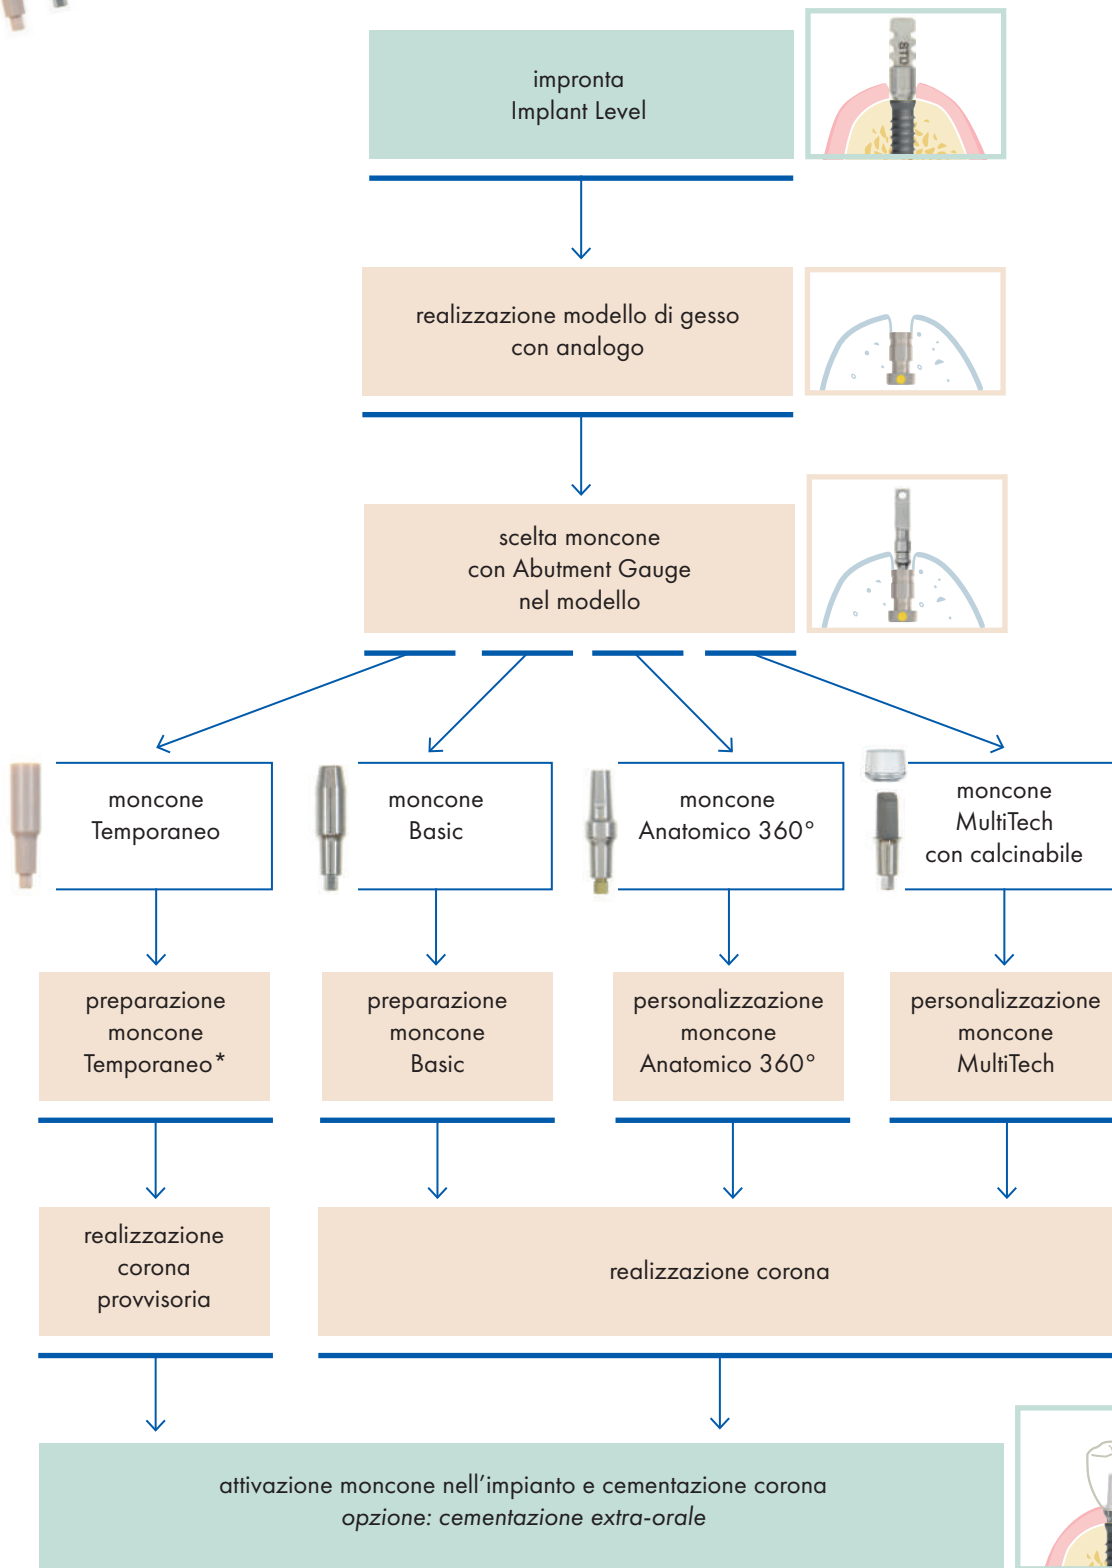 impronta
Implant Level
STD
realizzazione modello di gesso
con analogo
scelta moncone
con Abutment Gauge
nel modello
moncone
Temporaneo
moncone
Basic
moncone
Anatomico 360°
moncone
MultiTech
con calcinabile
preparazione
moncone
Temporaneo*
preparazione
moncone
Basic
personalizzazione
moncone
Anatomico 360°
personalizzazione
moncone
MultiTech
realizzazione
corona
provvisoria
realizzazione corona
attivazione moncone nell’impianto e cementazione corona
opzione: cementazione extra-orale